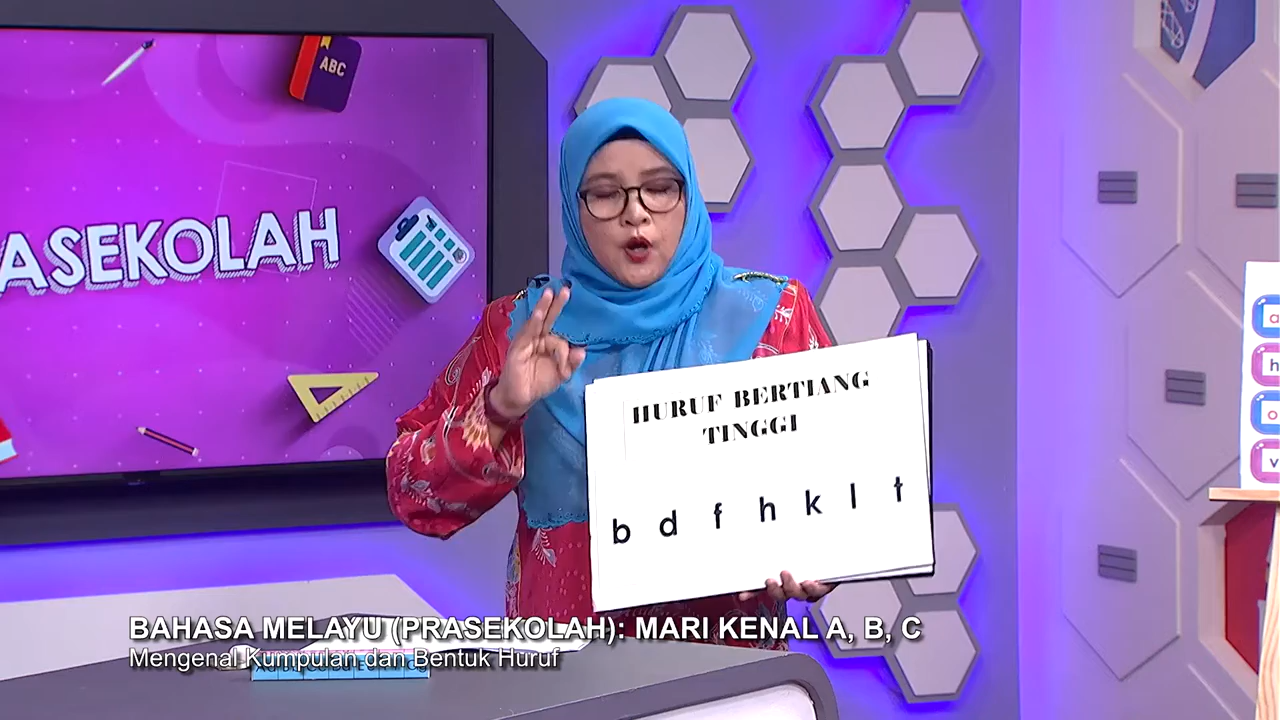 ABC
ASEKOLAH
HURUF BERTIANG
TINGGI
b d f h k l t
a
h
o
v
BAHASA MELAYU (PRASEKOLAH): MARI KENAL A, B, C
Mengenal Kumpulan dan Bentuk Huruf